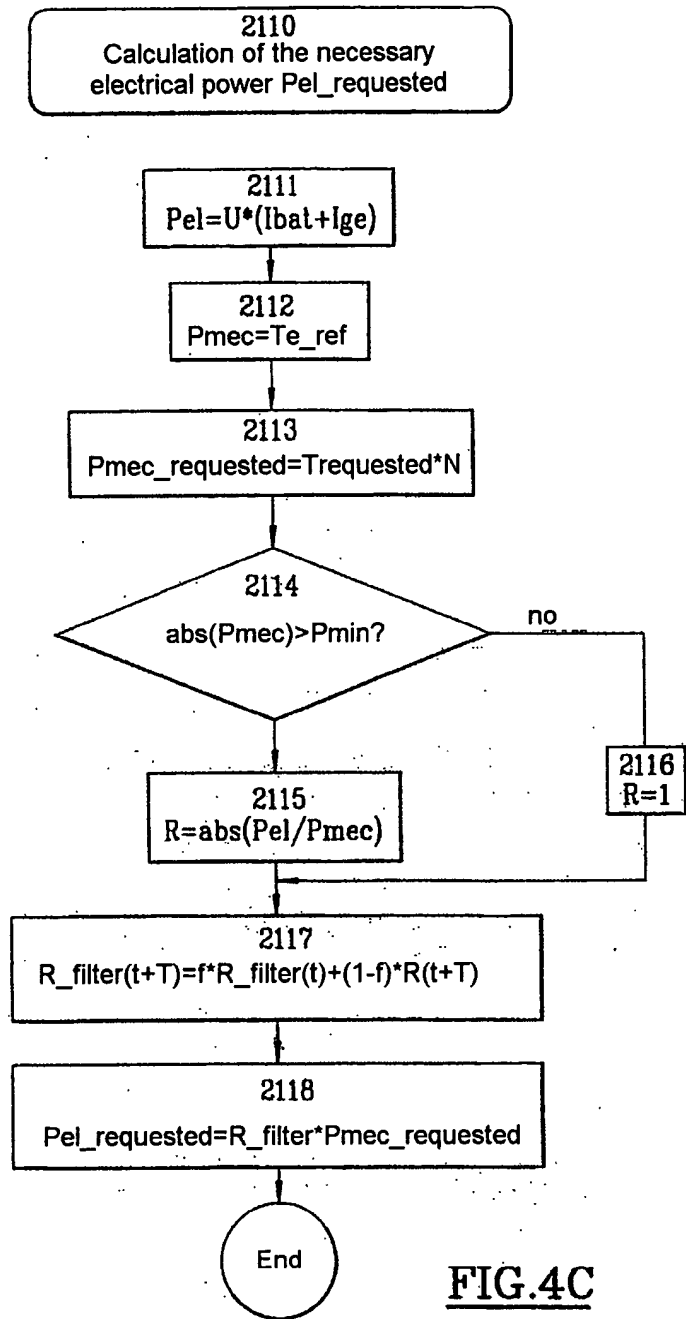 2110
Calculation of the necessary
electrical power Pel_requested
2111
Pel=U*(Ibat+Ige)
2112
Pmec=Te_ref
2113
Pmec_requested=Trequested*N
2114
abs(Pmec)>Pmin?
no
2116
R=1
2115
R=abs(Pel/Pmec)
2117
R_filter(t+T)=f*R_filter(t)+(1-f)*R(t+T)
2118
Pel_requested=R_filter*Pmec_requested
End
FIG.4C